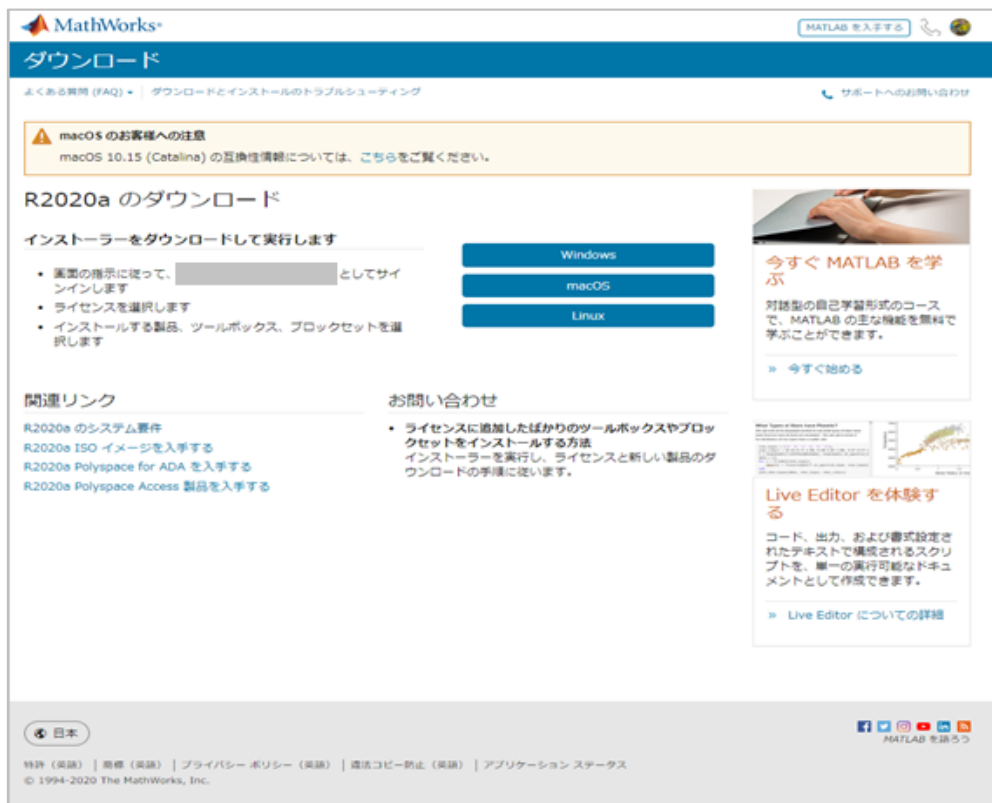 MathWorks®
MATLAB を入手する
ダウンロード
よくある質問 (FAQ)
ダウンロードとインストールのトラブルシューティング
サポートへのお問い合わせ
macOS のお客様への注意
macOS 10.15 (Catalina) の互換性情報については、こちらをご覧ください。
R2020a のダウンロード
インストーラーをダウンロードして実行します
• 画面の指示に従って、 としてサイ
ンインします
• ライセンスを選択します
• インストールする製品、ツールボックス、ブロックセットを選
択します
Windows
macOS
Linux
今すぐ MATLAB を学
ぶ
対話型の自己学習形式のコース
で、MATLAB の主な機能を無料で
学ぶことができます。
» 今すぐ始める
関連リンク
R2020a のシステム要件
R2020a ISO イメージを入手する
R2020a Polyspace for ADA を入手する
R2020a Polyspace Access 製品を入手する
お問い合わせ
• ライセンスに追加したばかりのツールボックスやブロッ
クセットをインストールする方法
インストーラーを実行し、ライセンスと新しい製品のダ
ウンロードの手順に従います。
Live Editor を体験す
る
コード、出力、および書式設定さ
れたテキストで構成されるスクリ
プトを、単一の実行可能なドキュ
メントとして作成できます。
» Live Editor についての詳細
日本
MATLAB を語ろう
特許（英語） | 商標（英語） | プライバシー ポリシー（英語） | 違法コピー防止（英語） | アプリケーション ステータス
© 1994-2020 The MathWorks, Inc.